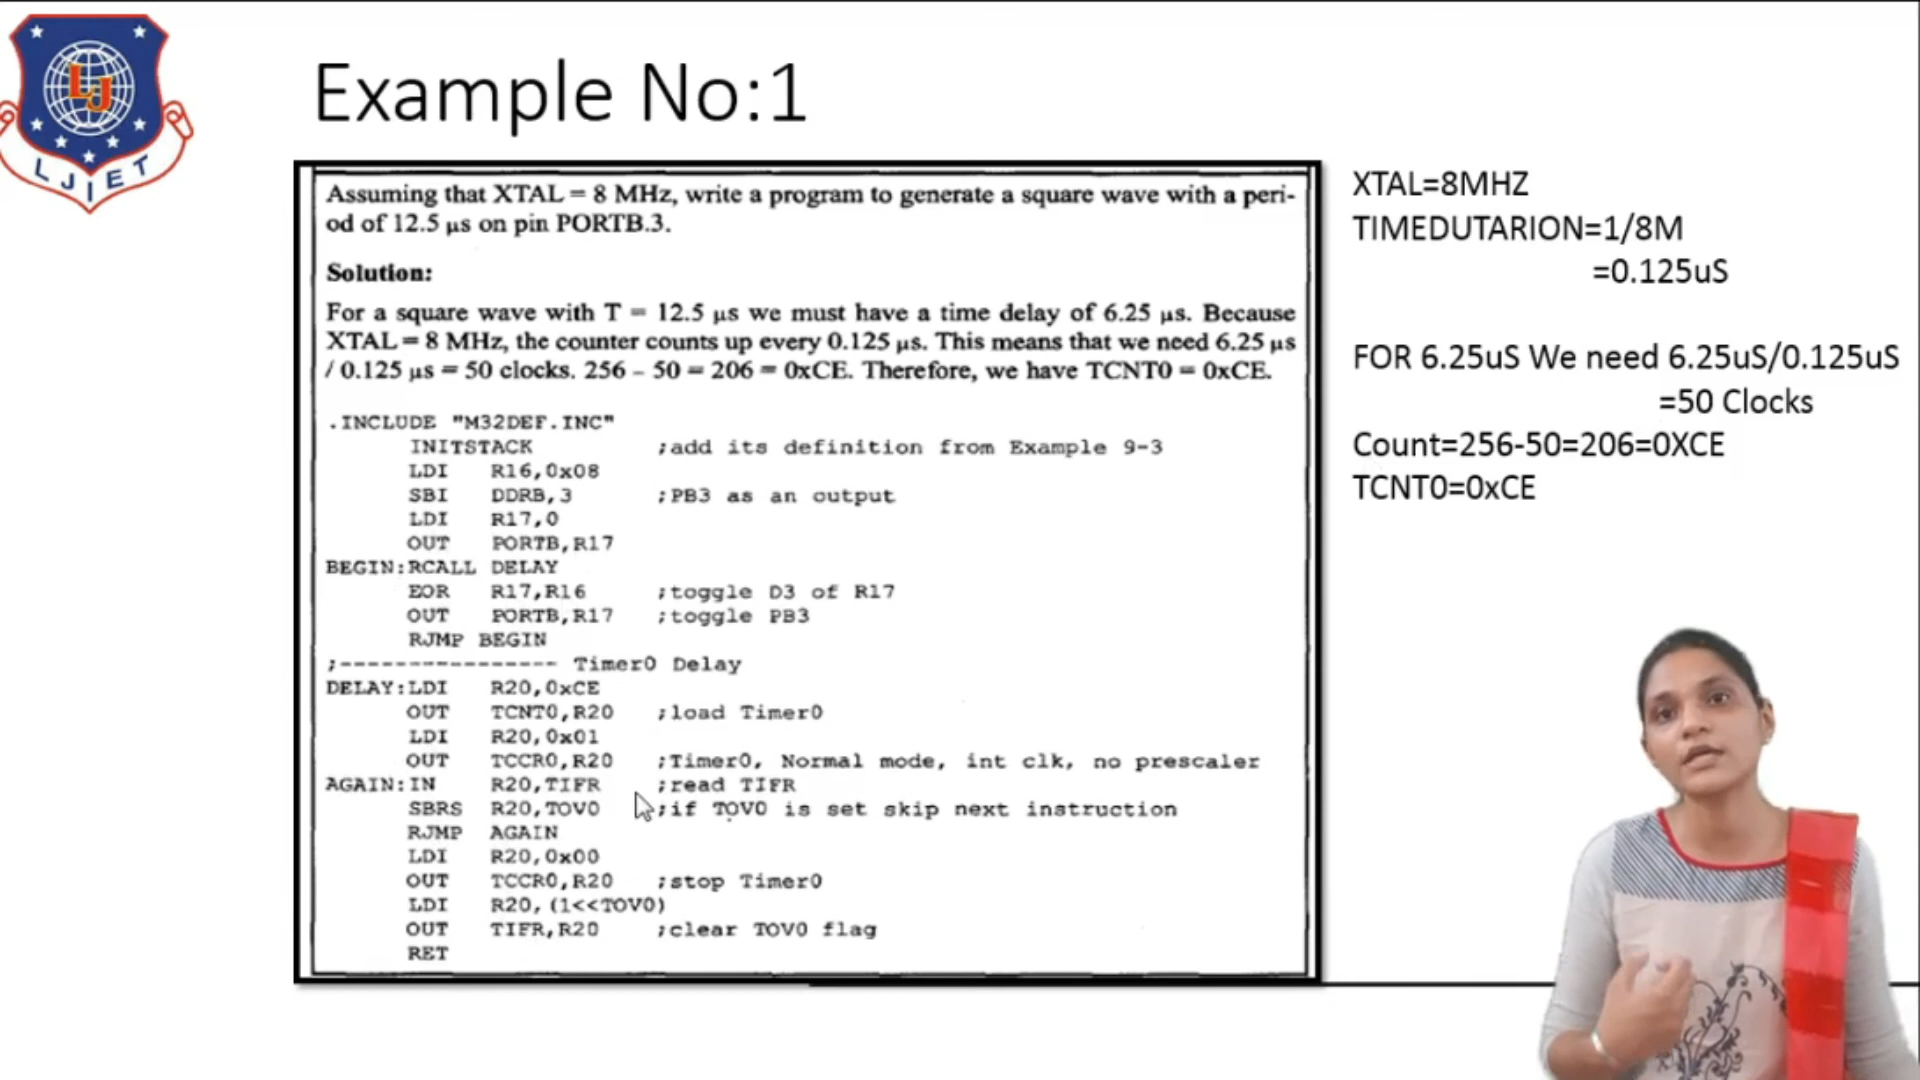 LJ
LJIET
Example No:1
Assuming that XTAL = 8 MHz, write a program to generate a square wave with a peri-
od of 12.5 µs on pin PORTB.3.
Solution:
For a square wave with T = 12.5 µs we must have a time delay of 6.25 µs. Because
XTAL = 8 MHz, the counter counts up every 0.125 µs. This means that we need 6.25 µs
/ 0.125 µs = 50 clocks. 256 – 50 = 206 = 0xCE. Therefore, we have TCNT0 = 0xCE.
.INCLUDE "M32DEF.INC"
INITSTACK ;add its definition from Example 9-3
LDI R16,0x08
SBI DDRB,3 ;PB3 as an output
LDI R17,0
OUT PORTB,R17
BEGIN:RCALL DELAY
EOR R17,R16 ;toggle D3 of R17
OUT PORTB,R17 ;toggle PB3
RJMP BEGIN
;---------------- Timer0 Delay
DELAY:LDI R20,0xCE
OUT TCNT0,R20 ;load Timer0
LDI R20,0x01
OUT TCCR0,R20 ;Timer0, Normal mode, int clk, no prescaler
AGAIN:IN R20,TIFR ;read TIFR
SBRS R20,TOV0 ;if TOV0 is set skip next instruction
RJMP AGAIN
LDI R20,0x00
OUT TCCR0,R20 ;stop Timer0
LDI R20,(1<<TOV0)
OUT TIFR,R20 ;clear TOV0 flag
RET
XTAL=8MHZ
TIMEDUTARION=1/8M
=0.125uS
FOR 6.25uS We need 6.25uS/0.125uS
=50 Clocks
Count=256-50=206=0XCE
TCNT0=0xCE